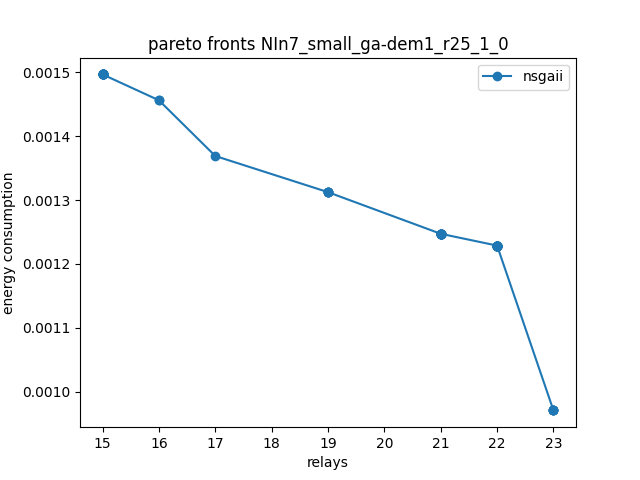 pareto fronts NIn7_small_ga-dem1_r25_1_0
nsgaii
energy consumption
0.0015
0.0014
0.0013
0.0012
0.0011
0.0010
15 16 17 18 19 20 21 22 23
relays